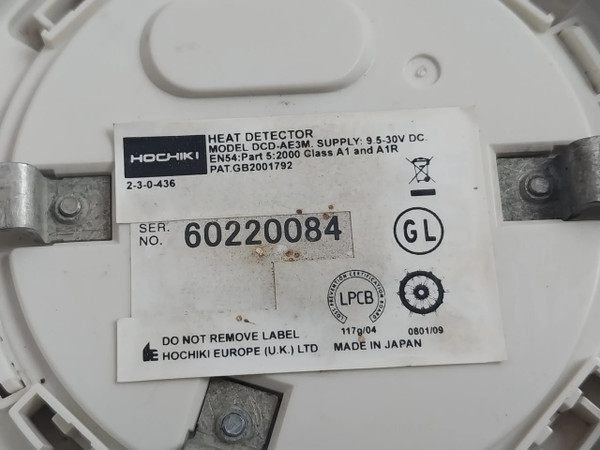 HOCHIKI
HEAT DETECTOR
MODEL DCD-AE3M. SUPPLY: 9.5-30V DC.
EN54:Part 5:2000 Class A1 and A1R
PAT.GB2001792
2-3-0-436
SER.
NO. 60220084
GL
LOSS PREVENTION CERTIFICATION BOARD
LPCB
117g/04
0801/09
DO NOT REMOVE LABEL
HOCHIKI EUROPE (U.K.) LTD
MADE IN JAPAN